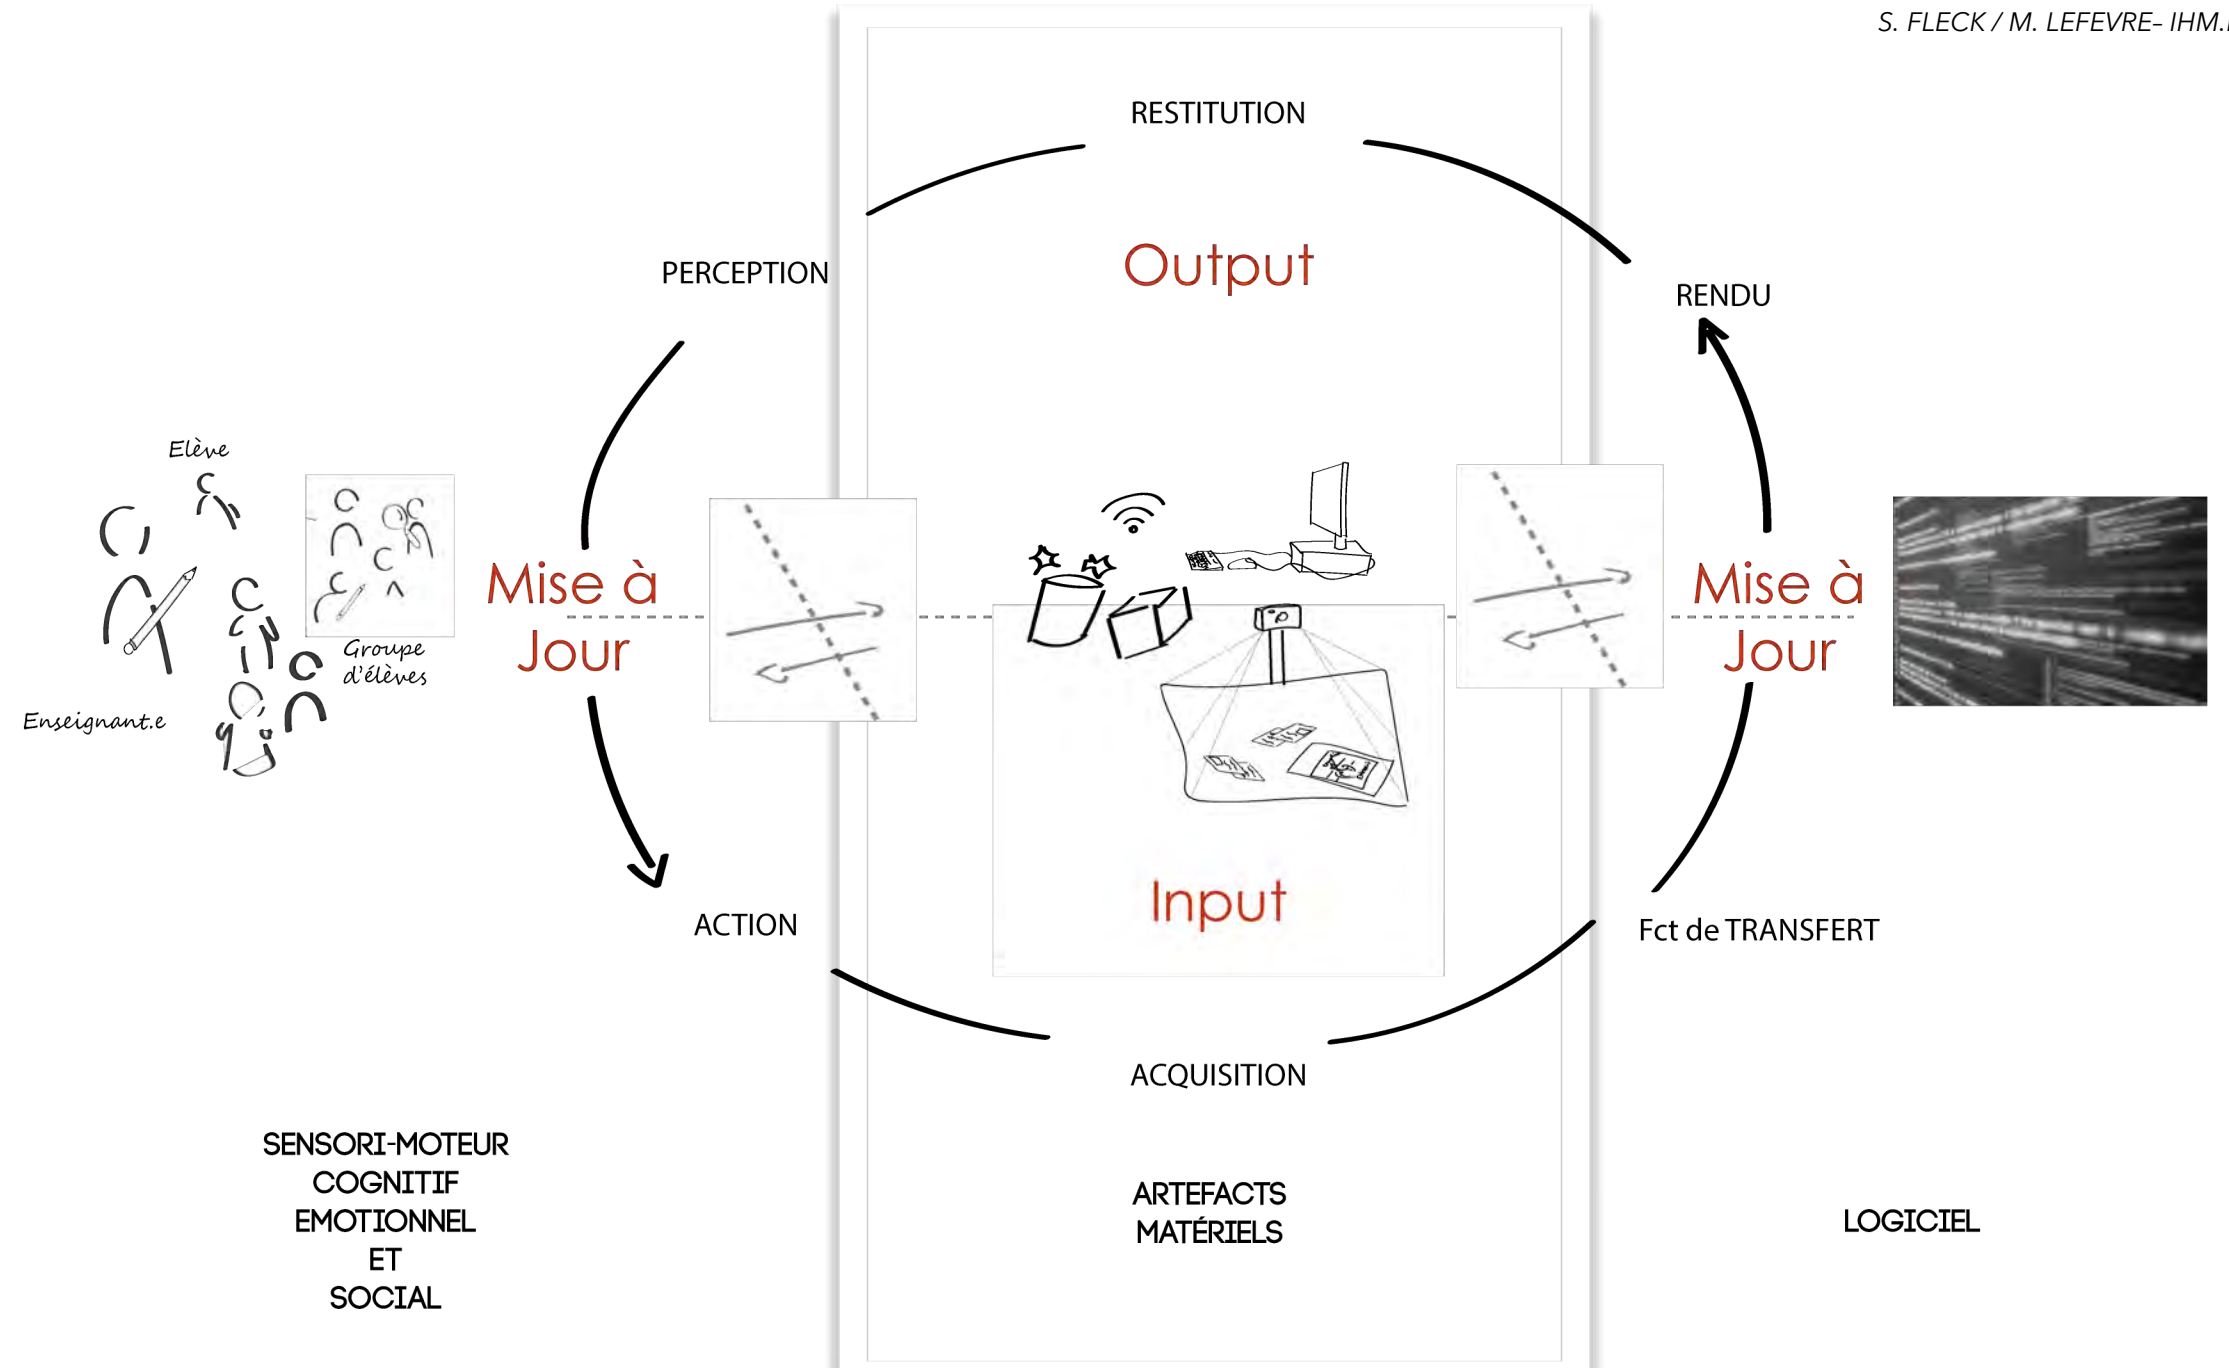 S. FLECK / M. LEFEVRE– IHM.
RESTITUTION
Output
PERCEPTION
RENDU
Elève
Groupe
d'élèves
Enseignant.e
Mise à
Jour
Mise à
Jour
Input
ACTION
Fct de TRANSFERT
ACQUISITION
SENSORI-MOTEUR
COGNITIF
EMOTIONNEL
ET
SOCIAL
ARTEFACTS
MATÉRIELS
LOGICIEL